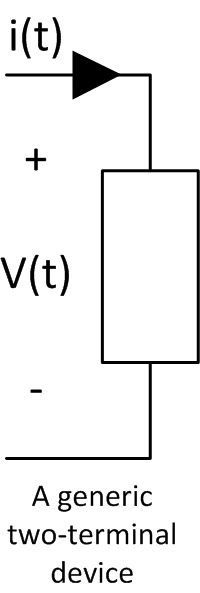 i(t)
+
V(t)
-
A generic
two-terminal
device